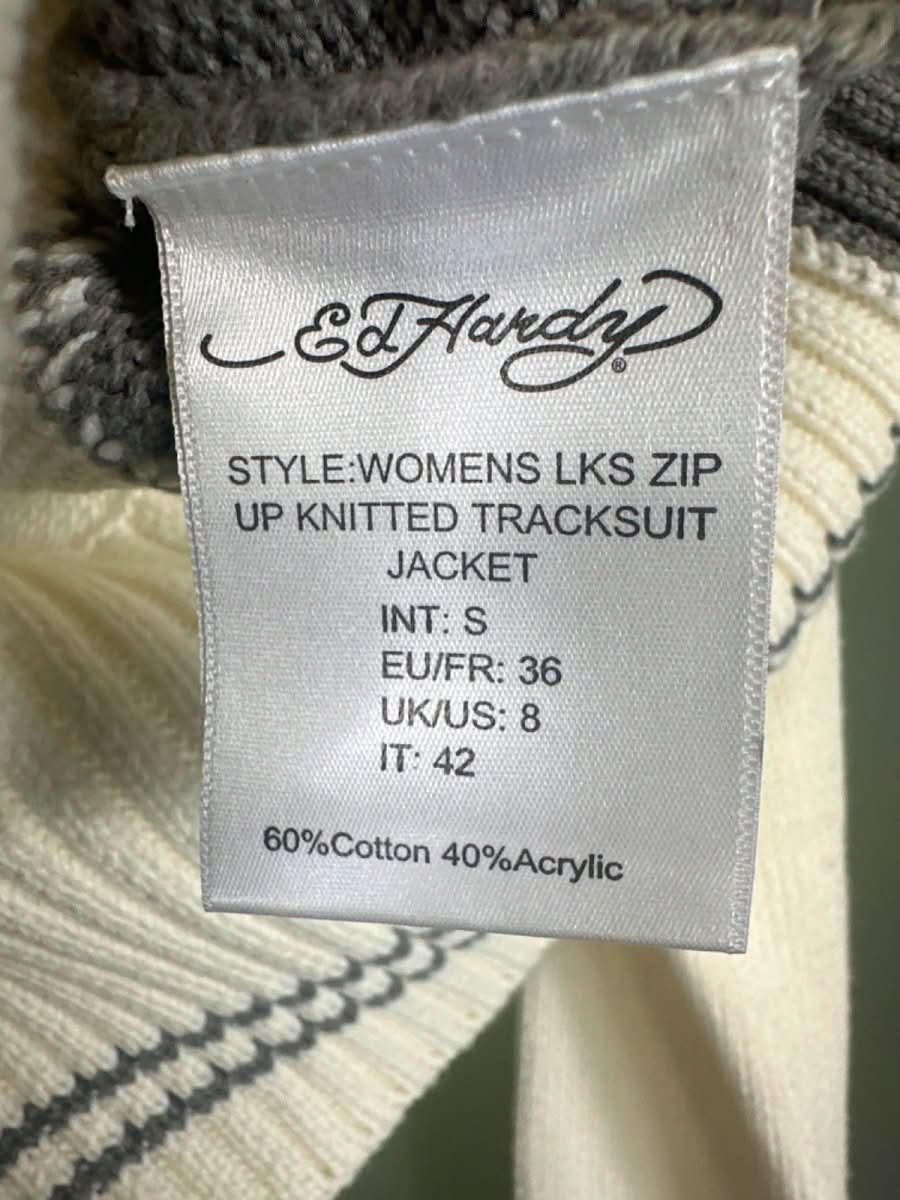 Ed Hardy®
STYLE:WOMENS LKS ZIP
UP KNITTED TRACKSUIT
JACKET
INT: S
EU/FR: 36
UK/US: 8
IT: 42
60%Cotton 40%Acrylic